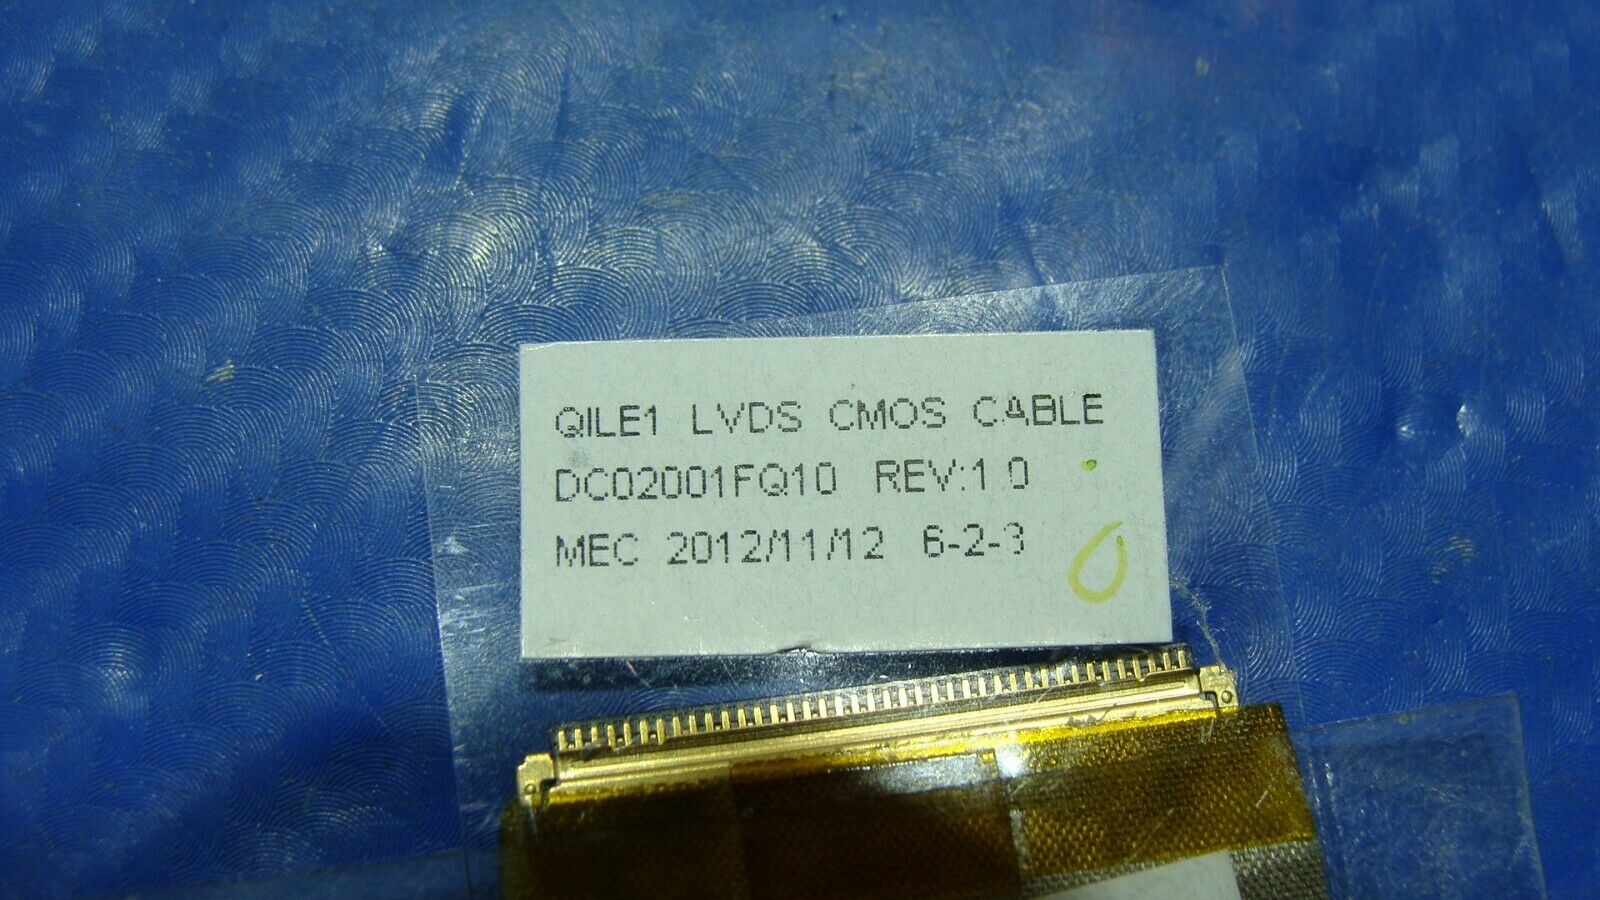 QILE1 LVDS CMOS CABLE
DC02001FQ10 REV:1.0
MEC 2012/11/12 6-2-3